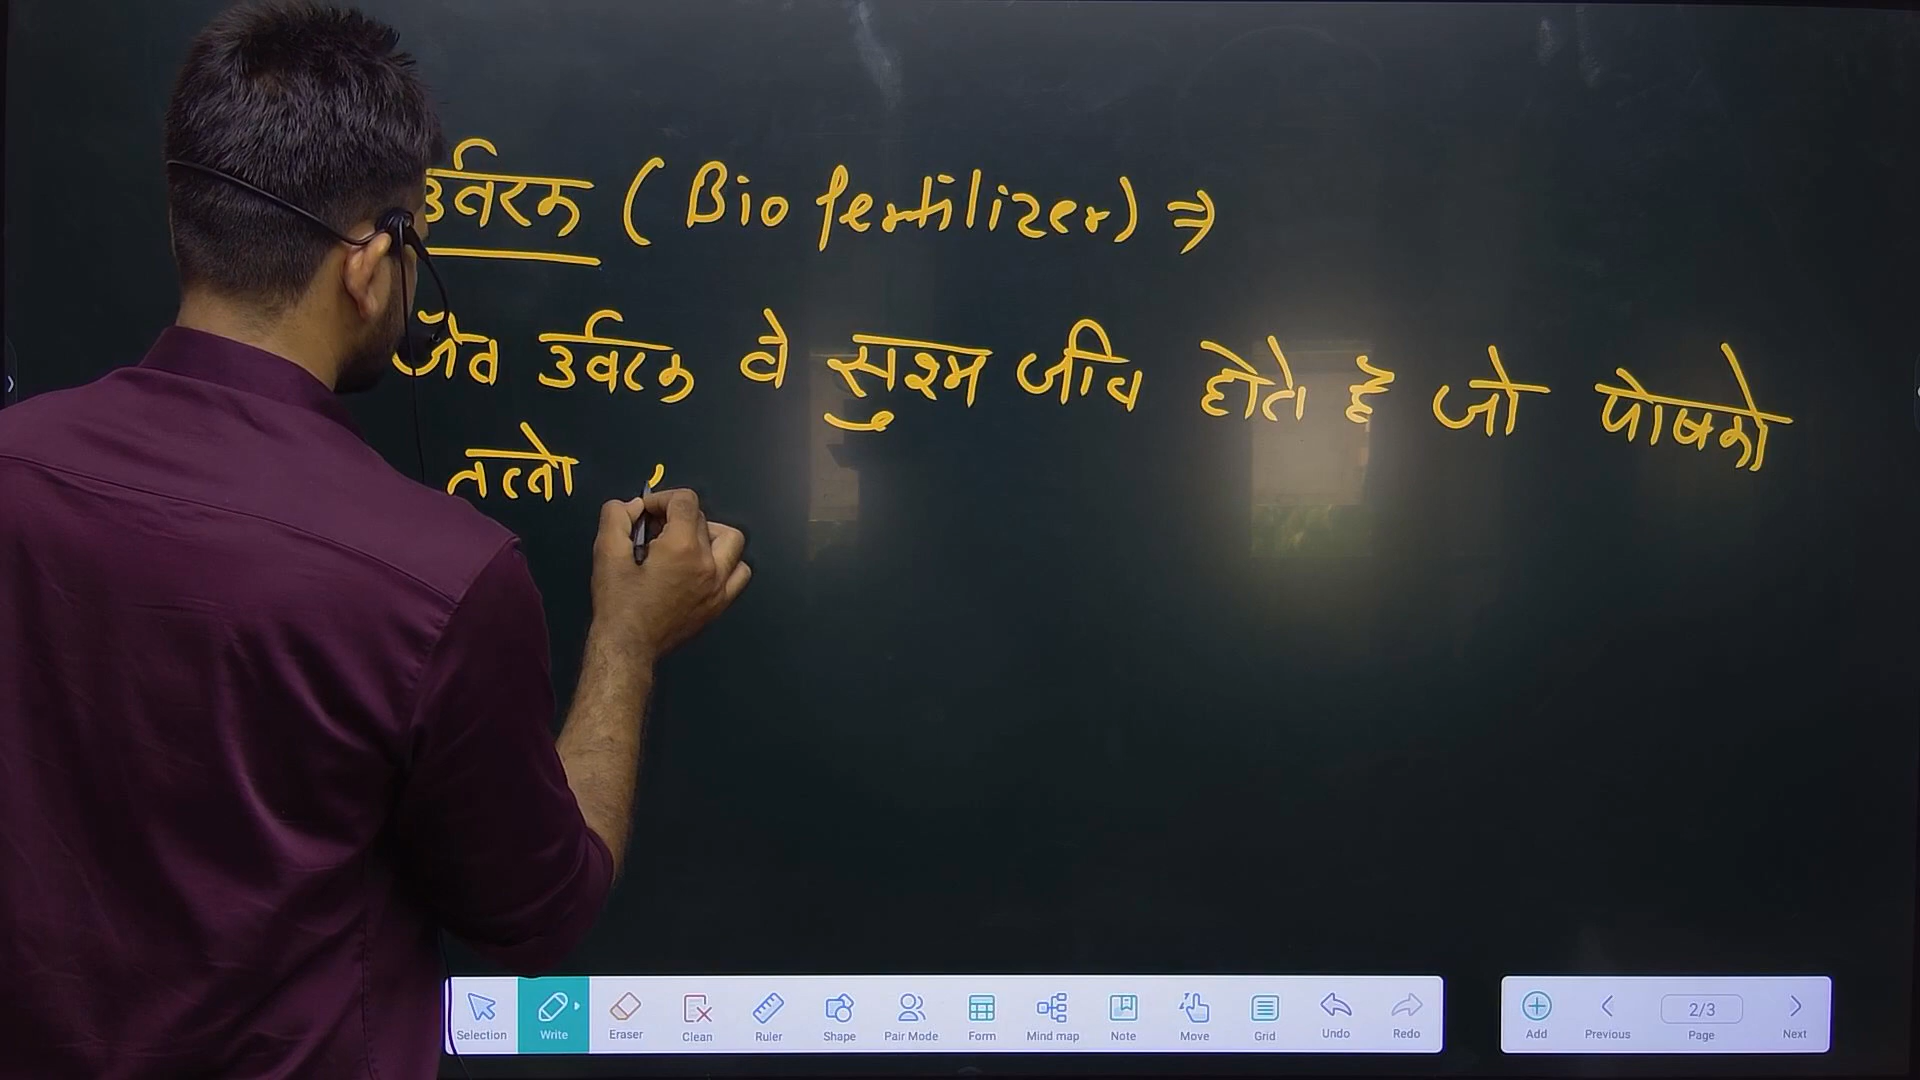 उर्वरक ( Bio fertilizer) ⇒
जैव उर्वरक वे सुक्ष्म जीव होते है जो पोषको
तत्वो
Selection Write Eraser Clean Ruler Shape Pair Mode Form Mind map Note Move Grid Undo Redo Add Previous 2/3 Page Next